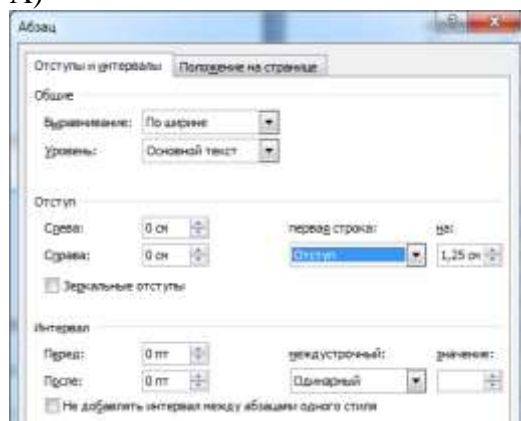 А)
Абзац
Отступы и интервалы Положение на странице
Общие
Выравнивание: По ширине
Уровень: Основной текст
Отступ
Слева: 0 см первая строка: на:
Справа: 0 см Отступ 1,25 см
Зеркальные отступы
Интервал
Перед: 0 пт междустрочный: значение:
После: 0 пт Одинарный
Не добавлять интервал между абзацами одного стиля